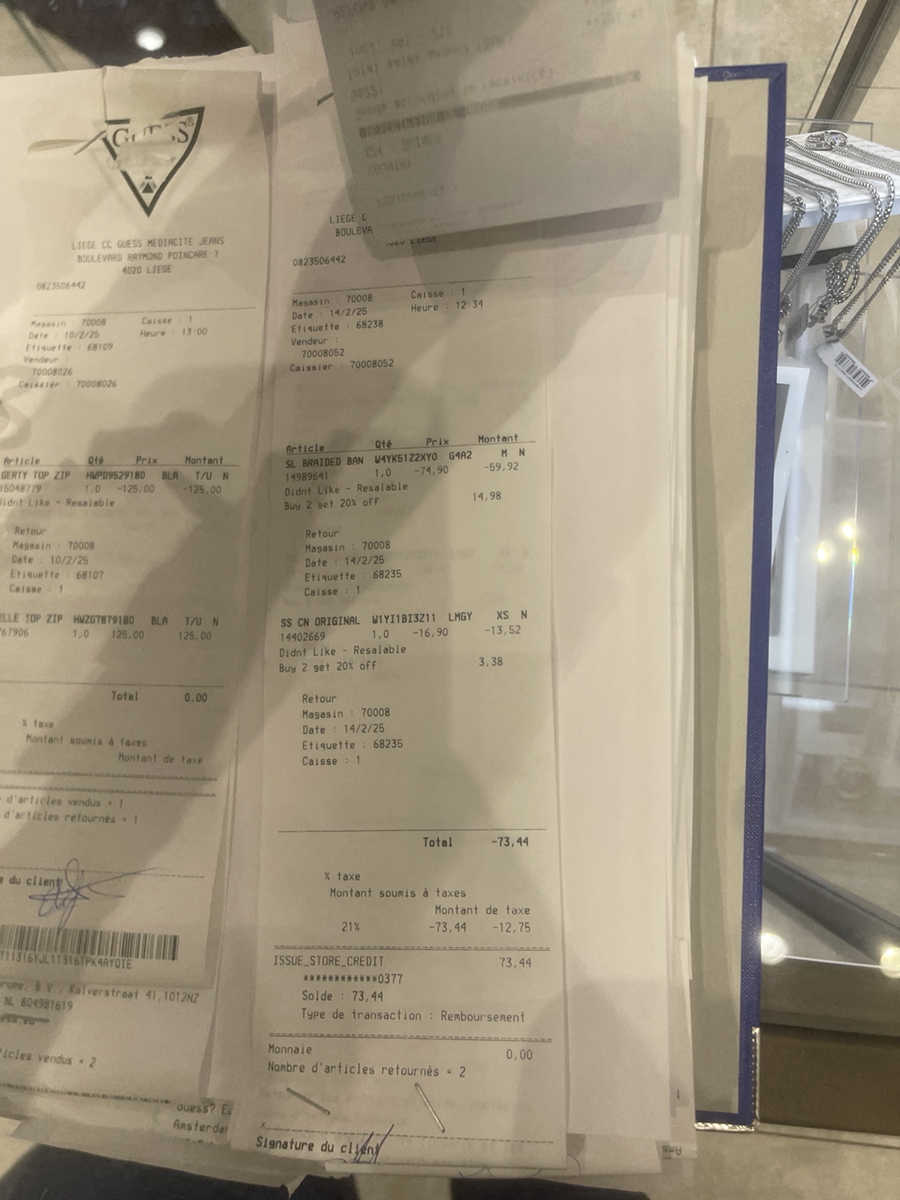 GUESS
LIEGE CC GUESS MEDIACITE JEANS
BOULEVARD RAYMOND POINCARE 7
4020 LIEGE
0823506442
Magasin : 70008 Caisse : 1
Date : 10/2/25 Heure : 13:00
Etiquette : 68109
Vendeur :
70008026
Caissier : 70008026
Article Qté Prix Montant
GERTY TOP ZIP HWPD9529180 BLA T/U N
15048779 1,0 -125,00 -125,00
Didnt Like - Resalable
Retour
Magasin : 70008
Date : 10/2/25
Etiquette : 68107
Caisse : 1
ELLE TOP ZIP HWZG7879180 BLA T/U N
67906 1,0 125,00 125,00
Total 0,00
% taxe
Montant soumis à taxes
Montant de taxe
d'articles vendus = 1
d'articles retournés = 1
du client
B.V., Kalverstraat 41,1012NZ
NL 804981619
vendus = 2
Guess?
LIEGE
4020 LIEGE
0823506442
Magasin : 70008 Caisse : 1
Date : 14/2/25 Heure : 12:34
Etiquette : 68238
Vendeur :
70008052
Caissier : 70008052
Article Qté Prix Montant
SL BRAIDED BAN W4YK51Z2XY0 G4A2 M N
14989641 1,0 -74,90 -59,92
Didnt Like - Resalable
Buy 2 get 20% off 14,98
Retour
Magasin : 70008
Date : 14/2/25
Etiquette : 68235
Caisse : 1
SS CN ORIGINAL W1YI1BI3Z11 LMGY XS N
14402669 1,0 -16,90 -13,52
Didnt Like - Resalable
Buy 2 get 20% off 3,38
Retour
Magasin : 70008
Date : 14/2/25
Etiquette : 68235
Caisse : 1
Total -73,44
% taxe
Montant soumis à taxes
Montant de taxe
21% -73,44 -12,75
ISSUE_STORE_CREDIT 73,44
************0377
Solde : 73,44
Type de transaction : Remboursement
Monnaie 0,00
Nombre d'articles retournés = 2
x
Signature du client